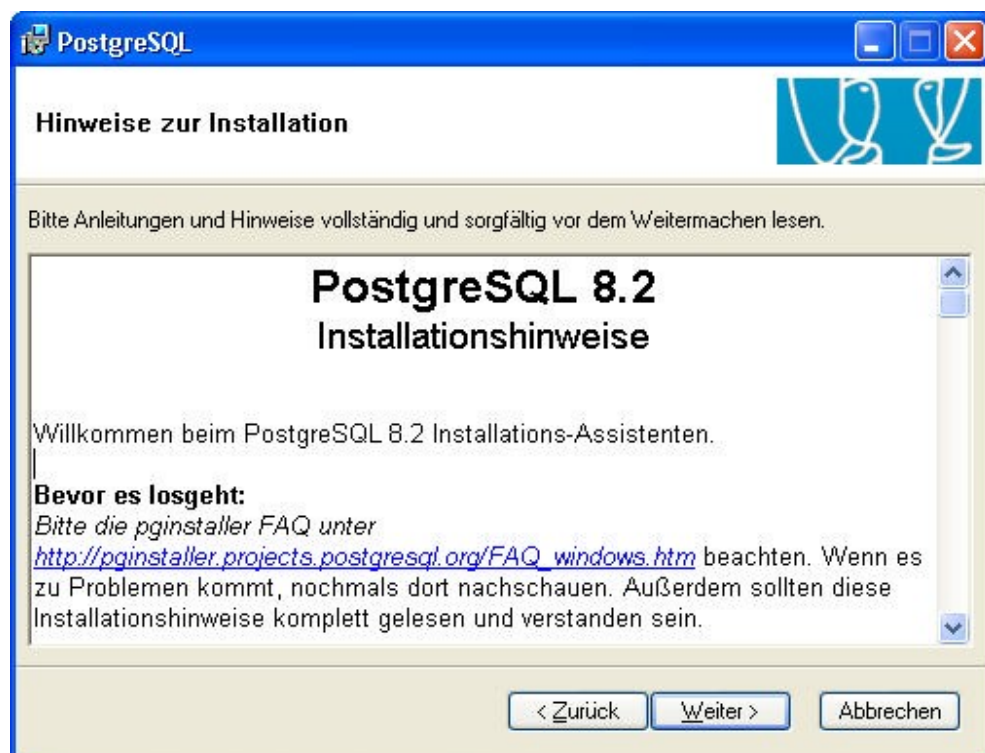 PostgreSQL
Hinweise zur Installation
Bitte Anleitungen und Hinweise vollständig und sorgfältig vor dem Weitermachen lesen.
PostgreSQL 8.2
Installationshinweise
Willkommen beim PostgreSQL 8.2 Installations-Assistenten.
Bevor es losgeht:
Bitte die pginstaller FAQ unter
http://pginstaller.projects.postgresql.org/FAQ_windows.htm beachten. Wenn es
zu Problemen kommt, nochmals dort nachschauen. Außerdem sollten diese
Installationshinweise komplett gelesen und verstanden sein.
< Zurück Weiter > Abbrechen